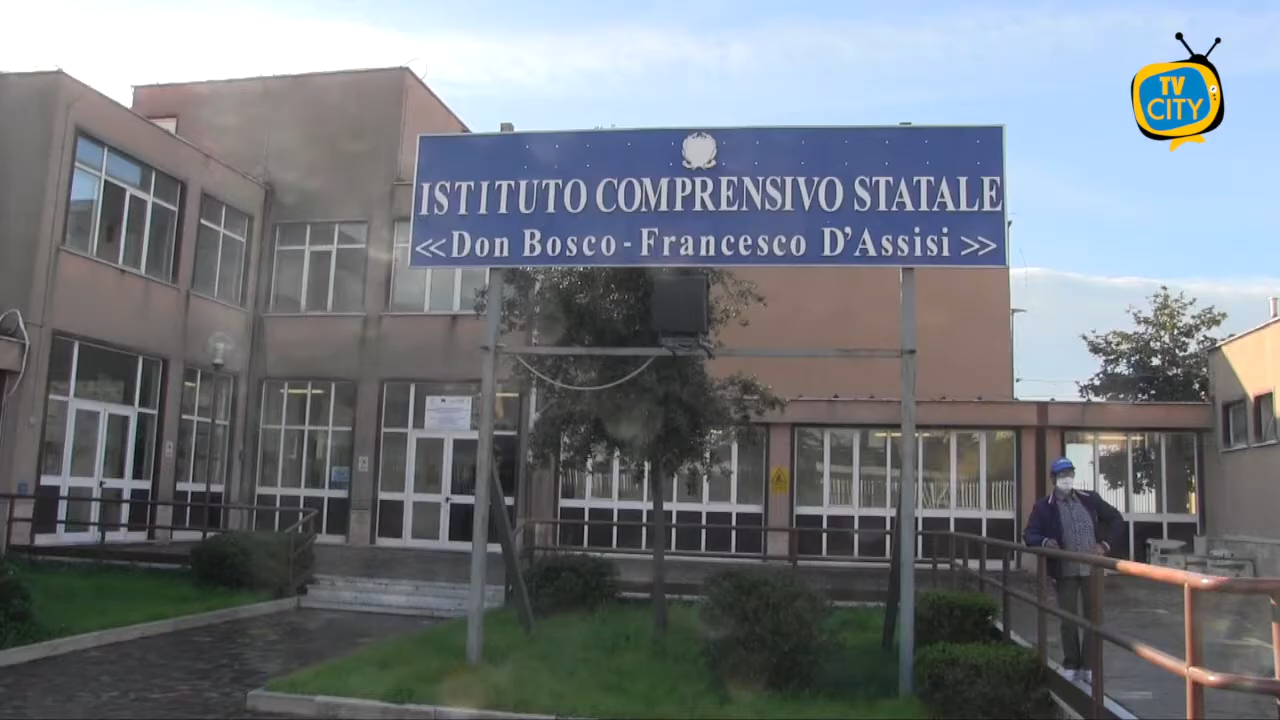 TV
CITY
ISTITUTO COMPRENSIVO STATALE
<<Don Bosco - Francesco D'Assisi >>